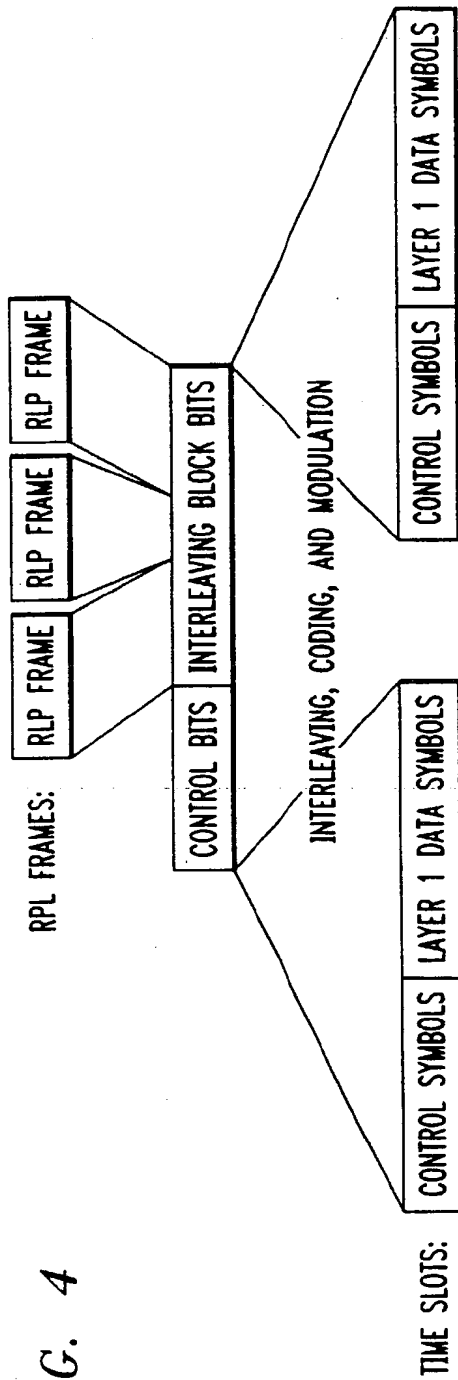 G. 4
RPL FRAMES:
RLP FRAME
RLP FRAME
RLP FRAME
CONTROL BITS
INTERLEAVING BLOCK BITS
INTERLEAVING, CODING, AND MODULATION
TIME SLOTS:
CONTROL SYMBOLS
LAYER 1 DATA SYMBOLS
CONTROL SYMBOLS
LAYER 1 DATA SYMBOLS